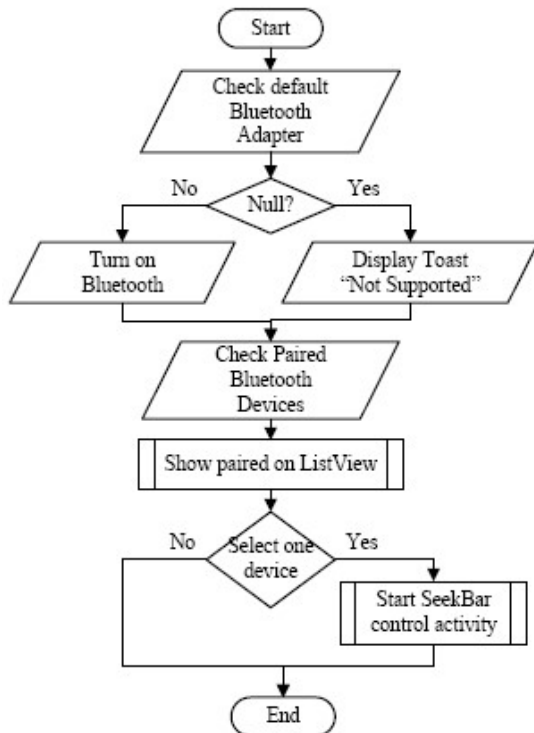 Start
Check default
Bluetooth
Adapter
No
Null?
Yes
Turn on
Bluetooth
Display Toast
“Not Supported”
Check Paired
Bluetooth
Devices
Show paired on ListView
No
Select one
device
Yes
Start SeekBar
control activity
End